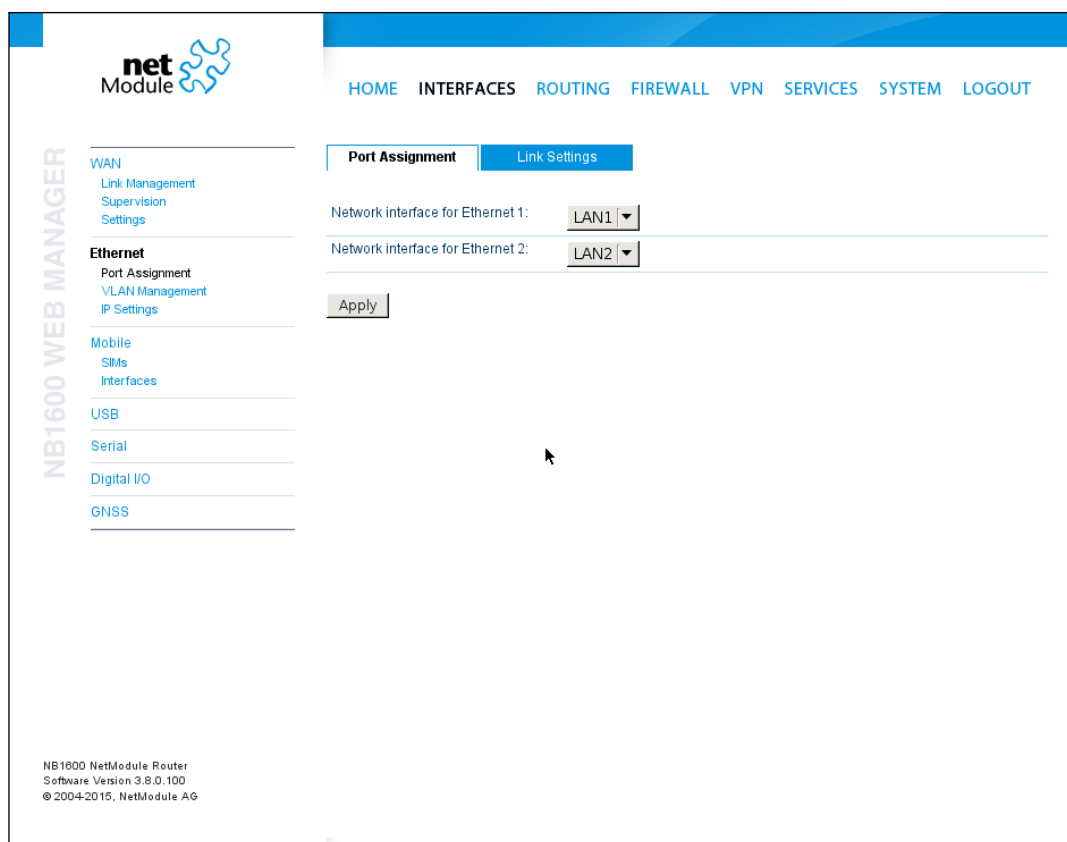 net
Module
HOME INTERFACES ROUTING FIREWALL VPN SERVICES SYSTEM LOGOUT
NB1600 WEB MANAGER
WAN
Link Management
Supervision
Settings
Ethernet
Port Assignment
VLAN Management
IP Settings
Mobile
SIMs
Interfaces
USB
Serial
Digital I/O
GNSS
Port Assignment Link Settings
Network interface for Ethernet 1: LAN1
Network interface for Ethernet 2: LAN2
Apply
NB1600 NetModule Router
Software Version 3.8.0.100
© 2004-2015, NetModule AG